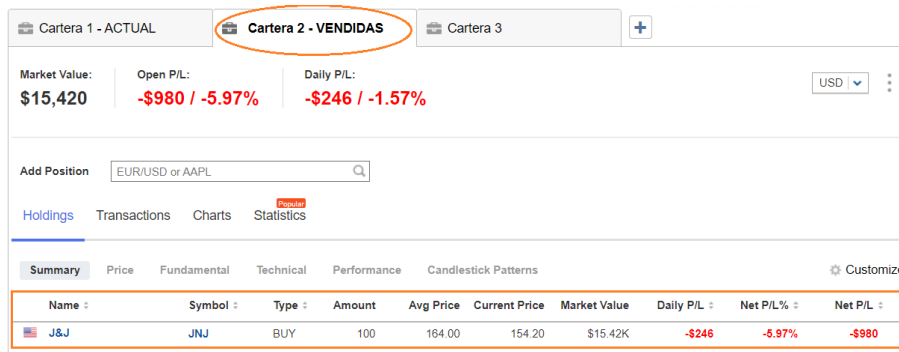 Cartera 1 - ACTUAL Cartera 2 - VENDIDAS Cartera 3
Market Value: Open P/L: Daily P/L:
$15,420 -$980 / -5.97% -$246 / -1.57% USD
Add Position EUR/USD or AAPL
Popular
Holdings Transactions Charts Statistics
Summary Price Fundamental Technical Performance Candlestick Patterns Customize
Name Symbol Type Amount Avg Price Current Price Market Value Daily P/L Net P/L% Net P/L
J&J JNJ BUY 100 164.00 154.20 $15.42K -$246 -5.97% -$980